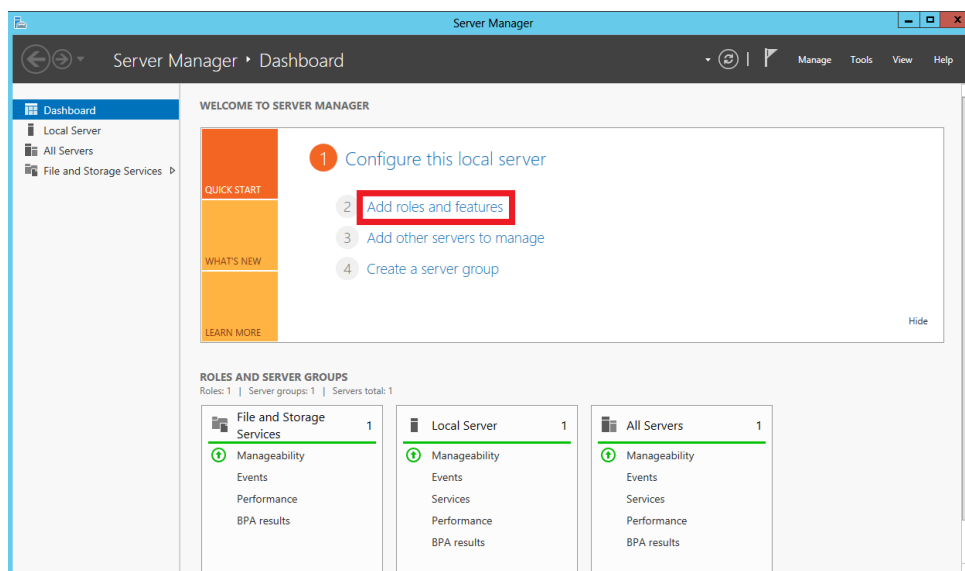 Server Manager
Server Manager • Dashboard
Manage Tools View Help
Dashboard
Local Server
All Servers
File and Storage Services
WELCOME TO SERVER MANAGER
QUICK START
WHAT'S NEW
LEARN MORE
1 Configure this local server
2 Add roles and features
3 Add other servers to manage
4 Create a server group
Hide
ROLES AND SERVER GROUPS
Roles: 1 | Server groups: 1 | Servers total: 1
File and Storage
Services 1
Manageability
Events
Performance
BPA results
Local Server 1
Manageability
Events
Services
Performance
BPA results
All Servers 1
Manageability
Events
Services
Performance
BPA results